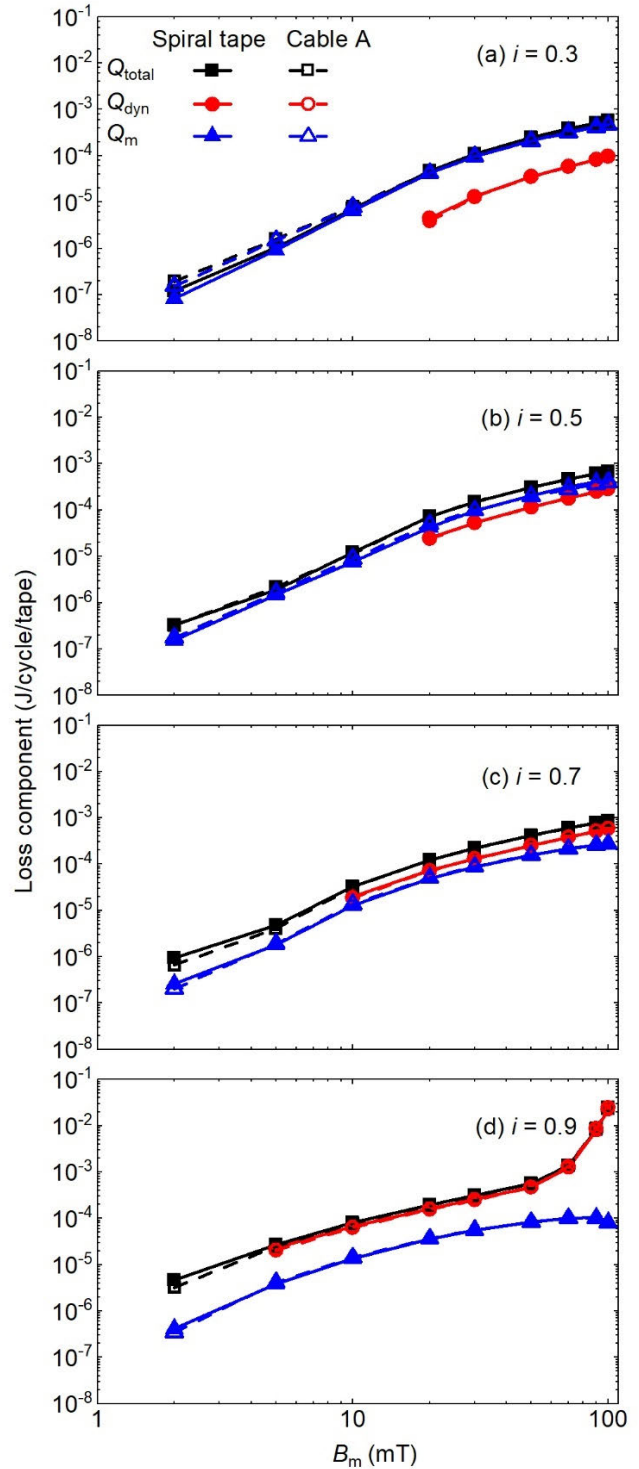 Spiral tape Cable A
Q_total
Q_dyn
Q_m
(a) i = 0.3
10⁻¹
10⁻²
10⁻³
10⁻⁴
10⁻⁵
10⁻⁶
10⁻⁷
10⁻⁸
(b) i = 0.5
10⁻¹
10⁻²
10⁻³
10⁻⁴
10⁻⁵
10⁻⁶
10⁻⁷
10⁻⁸
(c) i = 0.7
10⁻¹
10⁻²
10⁻³
10⁻⁴
10⁻⁵
10⁻⁶
10⁻⁷
10⁻⁸
(d) i = 0.9
10⁻¹
10⁻²
10⁻³
10⁻⁴
10⁻⁵
10⁻⁶
10⁻⁷
10⁻⁸
Loss component (J/cycle/tape)
1 10 100
B_m (mT)